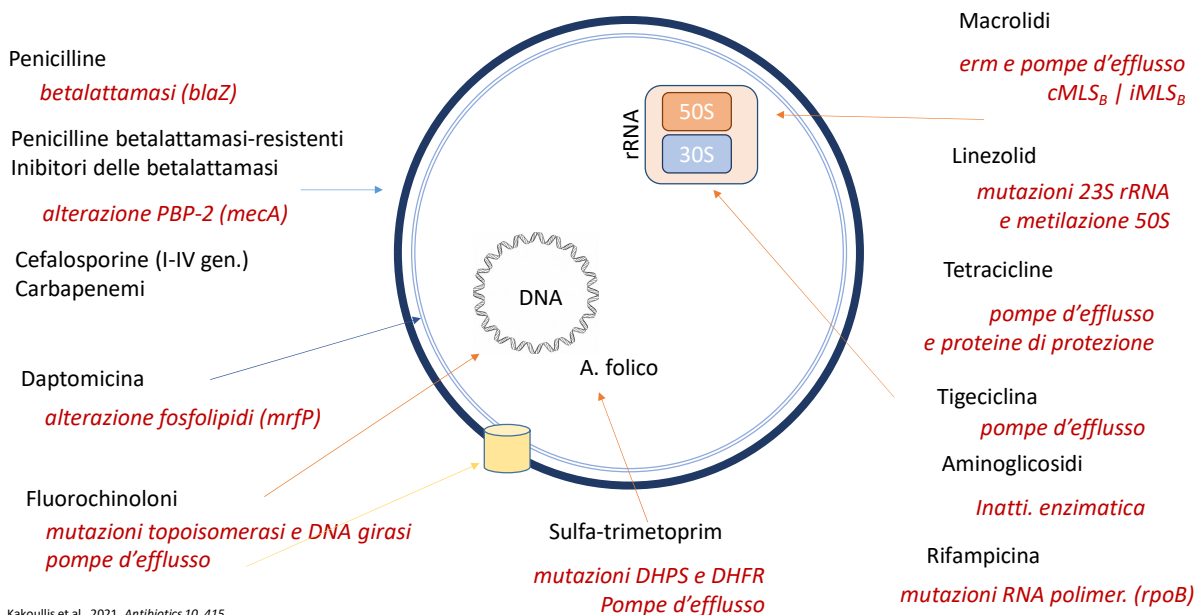 Penicilline
betalattamasi (blaZ)
Penicilline betalattamasi-resistenti
Inibitori delle betalattamasi
alterazione PBP-2 (mecA)
Cefalosporine (I-IV gen.)
Carbapenemi
Daptomicina
alterazione fosfolipidi (mrfP)
Fluorochinoloni
mutazioni topoisomerasi e DNA girasi
pompe d'efflusso
Kakoullis et al., 2021. Antibiotics 10, 415
rRNA
50S
30S
DNA
A. folico
Sulfa-trimetoprim
mutazioni DHPS e DHFR
Pompe d'efflusso
Macrolidi
erm e pompe d'efflusso
cMLSB | iMLSB
Linezolid
mutazioni 23S rRNA
e metilazione 50S
Tetracicline
pompe d'efflusso
e proteine di protezione
Tigeciclina
pompe d'efflusso
Aminoglicosidi
Inatti. enzimatica
Rifampicina
mutazioni RNA polimer. (rpoB)